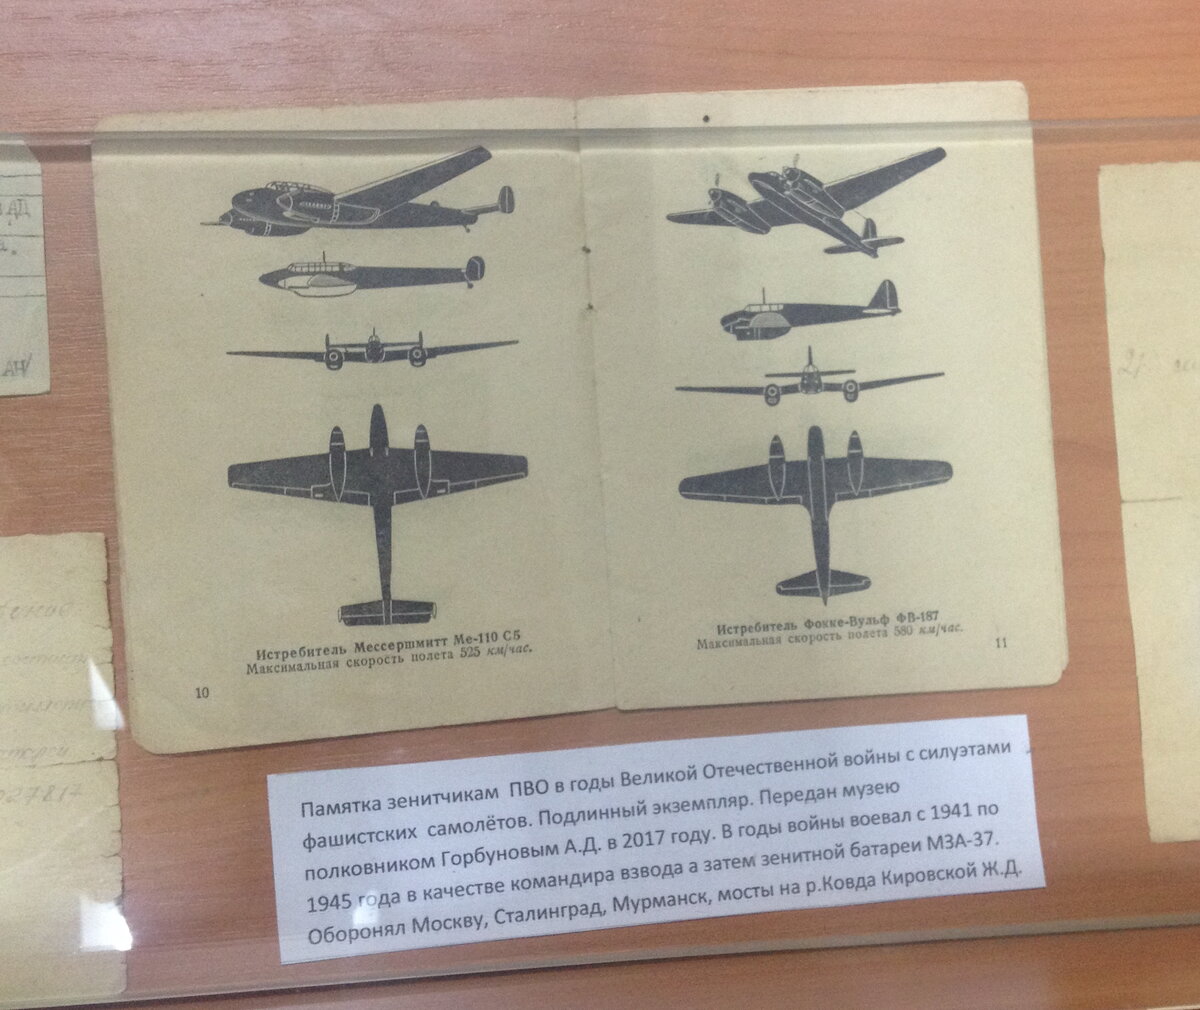 АД
а.
АН
Истребитель Мессершмитт Ме-110 С5
Максимальная скорость полета 525 км/час.
10
Истребитель Фокке-Вульф ФВ-187
Максимальная скорость полета 580 км/час.
11
Памятка зенитчикам ПВО в годы Великой Отечественной войны с силуэтами
фашистских самолётов. Подлинный экземпляр. Передан музею
полковником Горбуновым А.Д. в 2017 году. В годы войны воевал с 1941 по
1945 года в качестве командира взвода а затем зенитной батареи МЗА-37.
Оборонял Москву, Сталинград, Мурманск, мосты на р.Ковда Кировской Ж.Д.